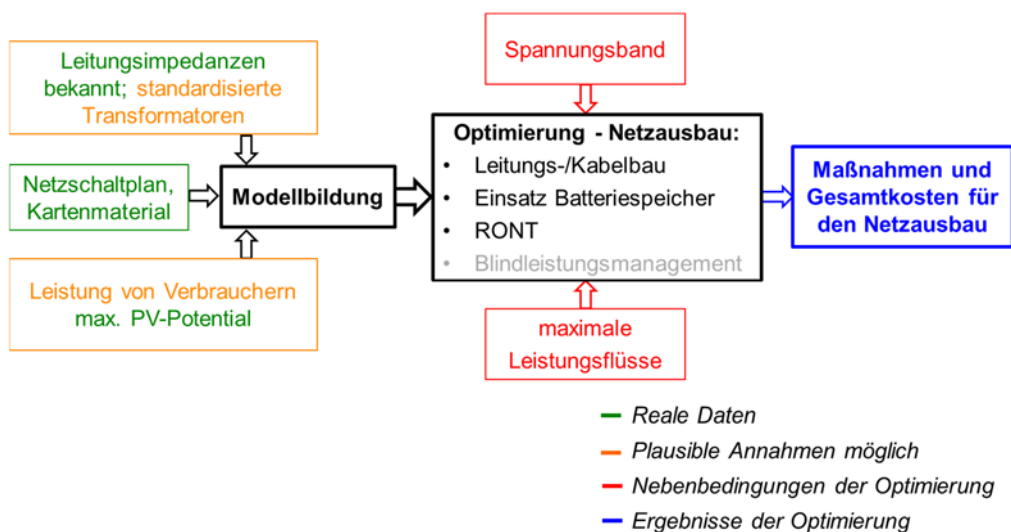 Leitungsimpedanzen
bekannt; standardisierte
Transformatoren
Netzschaltplan,
Kartenmaterial
Leistung von Verbrauchern
max. PV-Potential
Modellbildung
Spannungsband
Optimierung - Netzausbau:
• Leitungs-/Kabelbau
• Einsatz Batteriespeicher
• RONT
• Blindleistungsmanagement
maximale
Leistungsflüsse
Maßnahmen und
Gesamtkosten für
den Netzausbau
Reale Daten
Plausible Annahmen möglich
Nebenbedingungen der Optimierung
Ergebnisse der Optimierung